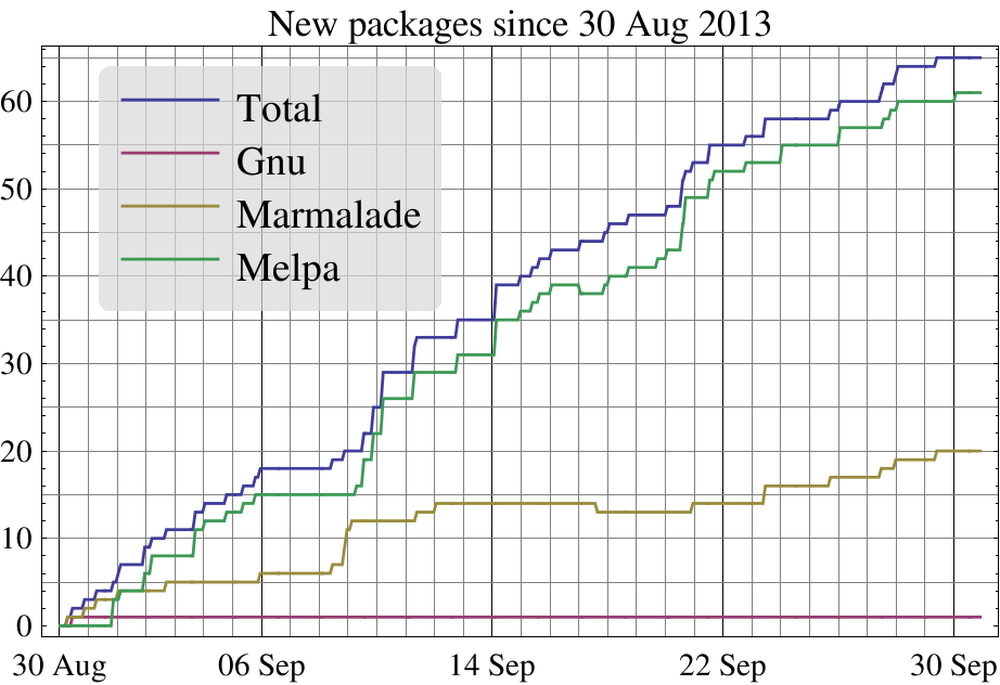 New packages since 30 Aug 2013
Total
Gnu
Marmalade
Melpa
60
50
40
30
20
10
0
30 Aug 06 Sep 14 Sep 22 Sep 30 Sep